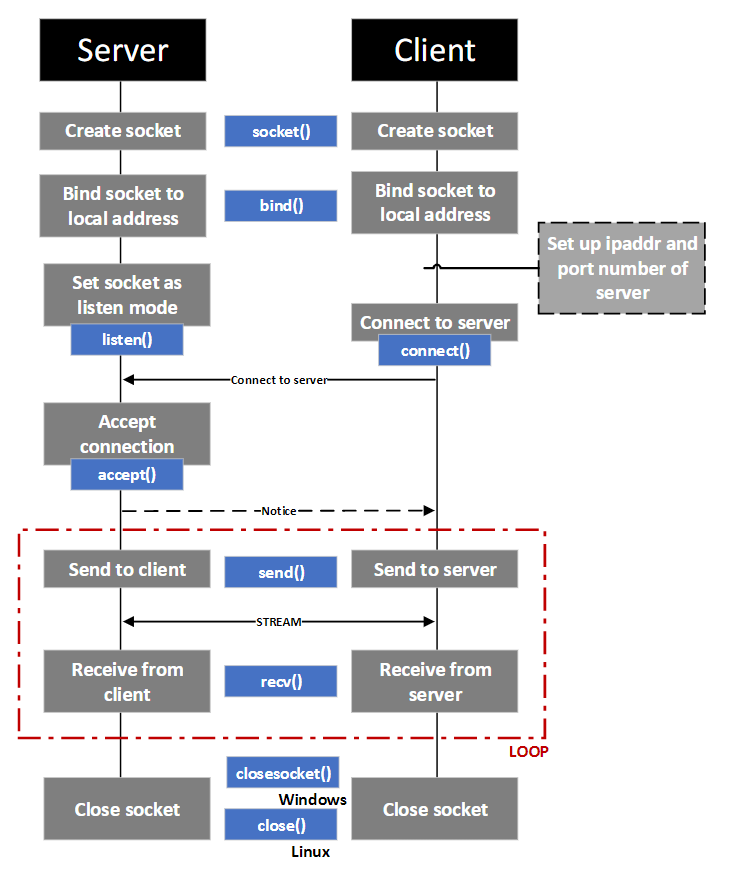 Server
Client
Create socket
socket()
Create socket
Bind socket to
local address
bind()
Bind socket to
local address
Set up ipaddr and
port number of
server
Set socket as
listen mode
listen()
Connect to server
connect()
Connect to server
Accept
connection
accept()
Notice
Send to client
send()
Send to server
STREAM
Receive from
client
recv()
Receive from
server
LOOP
Close socket
closesocket()
Windows
close()
Linux
Close socket